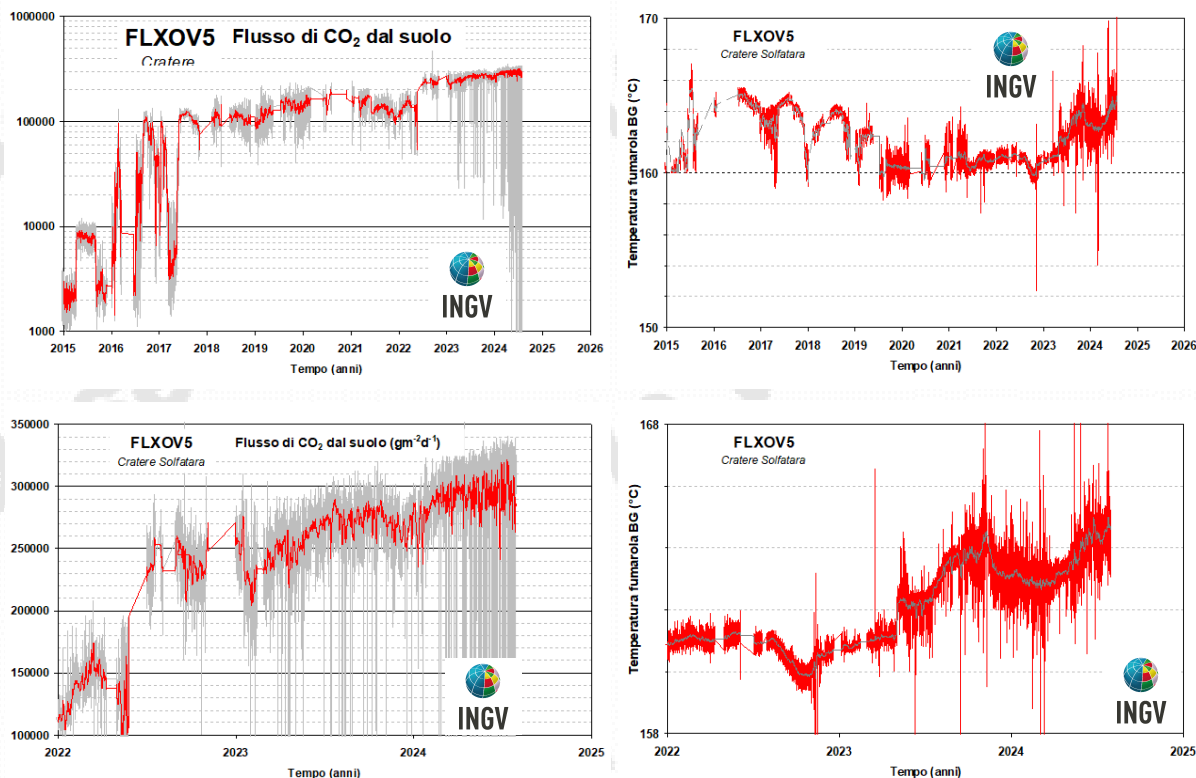 FLXOV5 Flusso di CO₂ dal suolo
Cratere
1000000
100000
10000
1000
2015 2016 2017 2018 2019 2020 2021 2022 2023 2024 2025 2026
Tempo (anni)
INGV
FLXOV5
Cratere Solfatara
INGV
Temperatura fumarola BG (°C)
170
160
150
2015 2016 2017 2018 2019 2020 2021 2022 2023 2024 2025 2026
Tempo (anni)
FLXOV5 Flusso di CO₂ dal suolo (gm⁻²d⁻¹)
Cratere Solfatara
350000
300000
250000
200000
150000
100000
2022 2023 2024 2025
Tempo (anni)
INGV
FLXOV5
Cratere Solfatara
Temperatura fumarola BG (°C)
168
158
2022 2023 2024 2025
Tempo (anni)
INGV